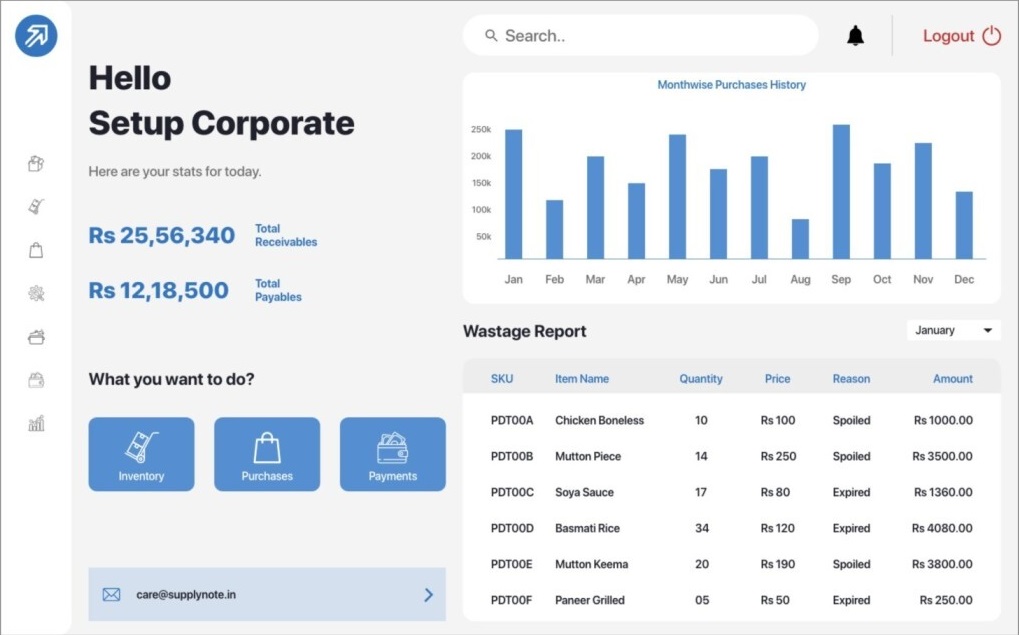 Search..
Logout
Hello
Setup Corporate
Here are your stats for today.
Rs 25,56,340 Total
Receivables
Rs 12,18,500 Total
Payables
Monthwise Purchases History
250k
200k
150k
100k
50k
Jan Feb Mar Apr May Jun Jul Aug Sep Oct Nov Dec
What you want to do?
Inventory Purchases Payments
care@supplynote.in
Wastage Report January
SKU Item Name Quantity Price Reason Amount
PDT00A Chicken Boneless 10 Rs 100 Spoiled Rs 1000.00
PDT00B Mutton Piece 14 Rs 250 Spoiled Rs 3500.00
PDT00C Soya Sauce 17 Rs 80 Expired Rs 1360.00
PDT00D Basmati Rice 34 Rs 120 Expired Rs 4080.00
PDT00E Mutton Keema 20 Rs 190 Spoiled Rs 3800.00
PDT00F Paneer Grilled 05 Rs 50 Expired Rs 250.00